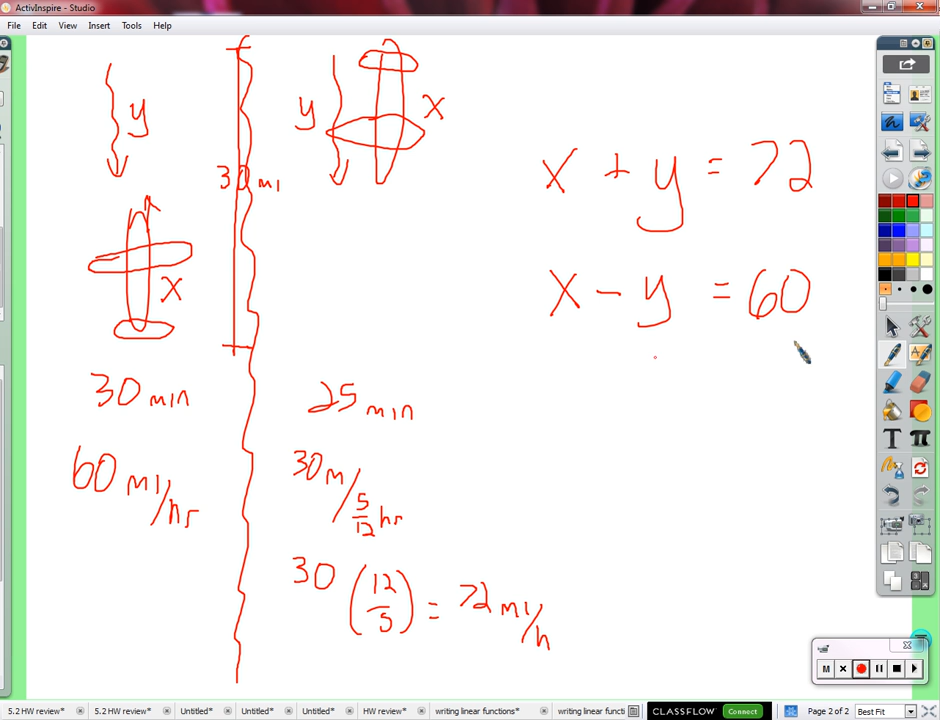 ActivInspire - Studio
File Edit View Insert Tools Help
y
x
30 min
60 mi/hr
30 mi
y
x
25 min
30 m/ 5/12 hrs
30 (12/5) = 72 mi/h
x + y = 72
x - y = 60
M
5.2 HW review* 5.2 HW review* Untitled* Untitled* Untitled* HW review* writing linear functions* writing linear functi CLASSFLOW Connect Page 2 of 2 Best Fit